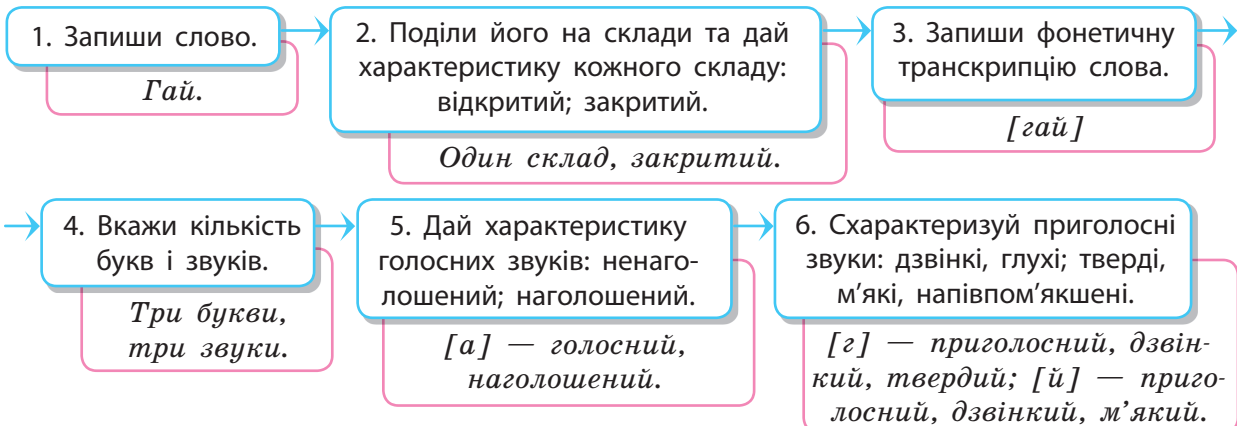 1. Запиши слово.
Гай.
2. Поділи його на склади та дай
характеристику кожного складу:
відкритий; закритий.
Один склад, закритий.
3. Запиши фонетичну
транскрипцію слова.
[гай]
4. Вкажи кількість
букв і звуків.
Три букви,
три звуки.
5. Дай характеристику
голосних звуків: ненаго-
лошений; наголошений.
[а] — голосний,
наголошений.
6. Схарактеризуй приголосні
звуки: дзвінкі, глухі; тверді,
м’які, напівпом’якшені.
[г] — приголосний, дзвін-
кий, твердий; [й] — приго-
лосний, дзвінкий, м’який.